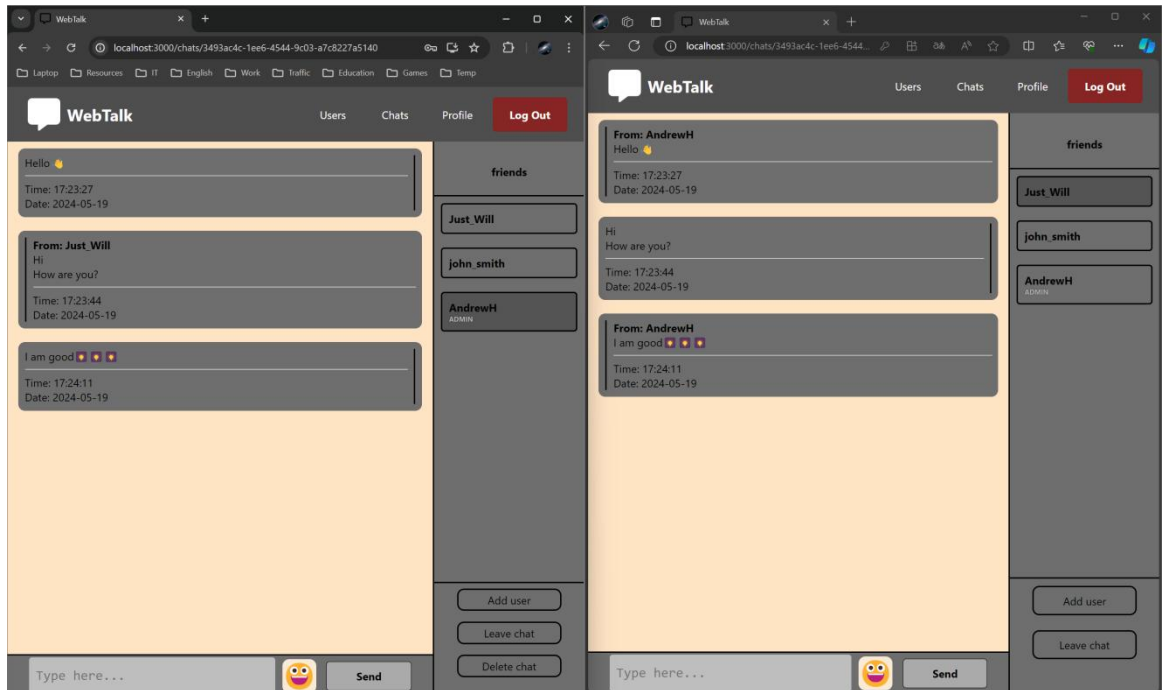 WebTalk
localhost:3000/chats/3493ac4c-1ee6-4544-9c03-a7c8227a5140
Laptop Resources IT English Work Traffic Education Games Temp
WebTalk
Users Chats Profile Log Out
Hello 👋
Time: 17:23:27
Date: 2024-05-19
From: Just_Will
Hi
How are you?
Time: 17:23:44
Date: 2024-05-19
I am good
Time: 17:24:11
Date: 2024-05-19
friends
Just_Will
john_smith
AndrewH
ADMIN
Add user
Leave chat
Delete chat
Type here...
Send
WebTalk
localhost:3000/chats/3493ac4c-1ee6-4544...
WebTalk
Users Chats Profile Log Out
From: AndrewH
Hello 👋
Time: 17:23:27
Date: 2024-05-19
Hi
How are you?
Time: 17:23:44
Date: 2024-05-19
From: AndrewH
I am good
Time: 17:24:11
Date: 2024-05-19
friends
Just_Will
john_smith
AndrewH
ADMIN
Add user
Leave chat
Type here...
Send